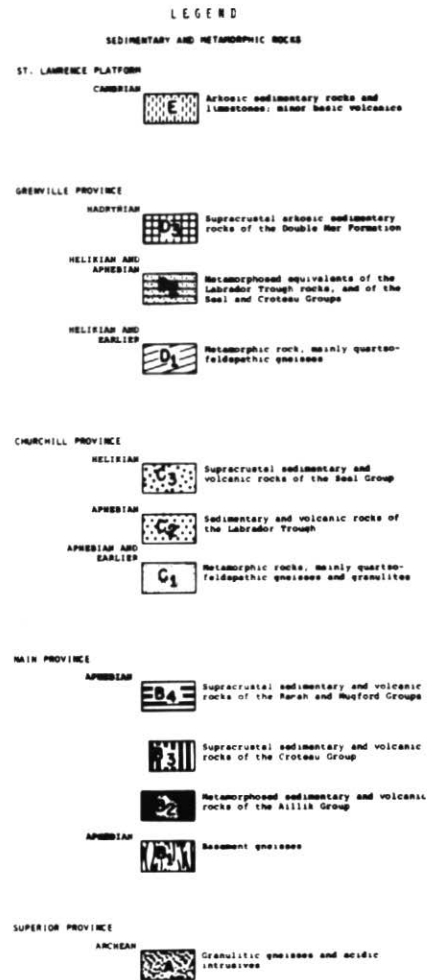 LEGEND
SEDIMENTARY AND METAMORPHIC ROCKS
ST. LAWRENCE PLATFORM
CAMBRIAN
E
Arkosic sedimentary rocks and
limestones; minor basic volcanics
GRENVILLE PROVINCE
HADRYNIAN
D3
Supracrustal arkosic sedimentary
rocks of the Double Mer Formation
HELIKIAN AND
APHEBIAN
Metamorphosed equivalents of the
Labrador Trough rocks, and of the
Seal and Croteau Groups
HELIKIAN AND
EARLIER
D1
Metamorphic rock, mainly quartzo-
feldspathic gneisses
CHURCHILL PROVINCE
HELIKIAN
C3
Supracrustal sedimentary and
volcanic rocks of the Seal Group
APHEBIAN
C2
Sedimentary and volcanic rocks of
the Labrador Trough
APHEBIAN AND
EARLIER
C1
Metamorphic rocks, mainly quartzo-
feldspathic gneisses and granulites
NAIN PROVINCE
APHEBIAN
B4
Supracrustal sedimentary and volcanic
rocks of the Ramah and Mugford Groups
B3
Supracrustal sedimentary and volcanic
rocks of the Croteau Group
B2
Metamorphosed sedimentary and volcanic
rocks of the Aillik Group
APHEBIAN
B1
Basement gneisses
SUPERIOR PROVINCE
ARCHEAN
A
Granulitic gneisses and acidic
intrusives